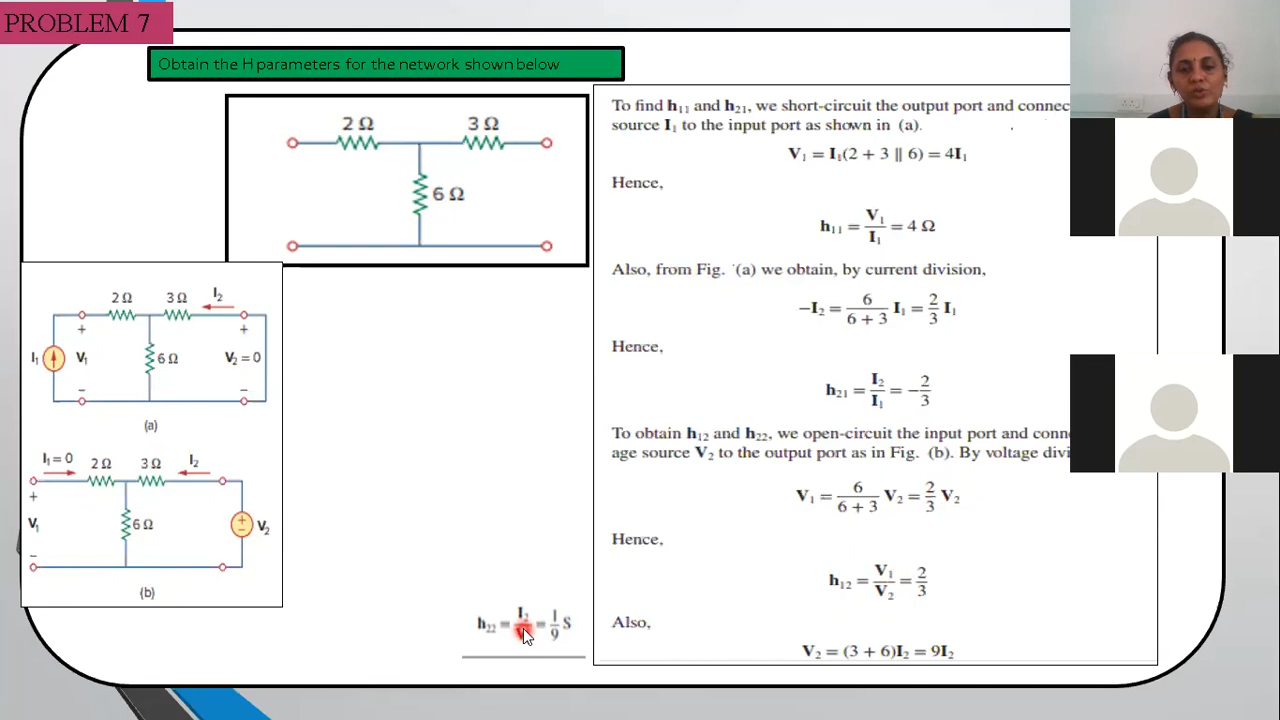 PROBLEM 7
Obtain the H parameters for the network shown below
2 Ω
3 Ω
6 Ω
2 Ω
3 Ω
I₂
+
+
I₁
V₁
6 Ω
V₂ = 0
−
−
(a)
I₁ = 0
2 Ω
3 Ω
I₂
+
V₁
6 Ω
+
−
V₂
−
(b)
h₂₂ = I₂/V₂ = 1/9 S
To find h₁₁ and h₂₁, we short-circuit the output port and
source I₁ to the input port as shown in (a).
V₁ = I₁(2 + 3 ‖ 6) = 4I₁
Hence,
h₁₁ = V₁/I₁ = 4 Ω
Also, from Fig. (a) we obtain, by current division,
−I₂ = 6/(6 + 3) I₁ = 2/3 I₁
Hence,
h₂₁ = I₂/I₁ = −2/3
To obtain h₁₂ and h₂₂, we open-circuit the input port and
age source V₂ to the output port as in Fig. (b). By voltage
V₁ = 6/(6 + 3) V₂ = 2/3 V₂
Hence,
h₁₂ = V₁/V₂ = 2/3
Also,
V₂ = (3 + 6)I₂ = 9I₂